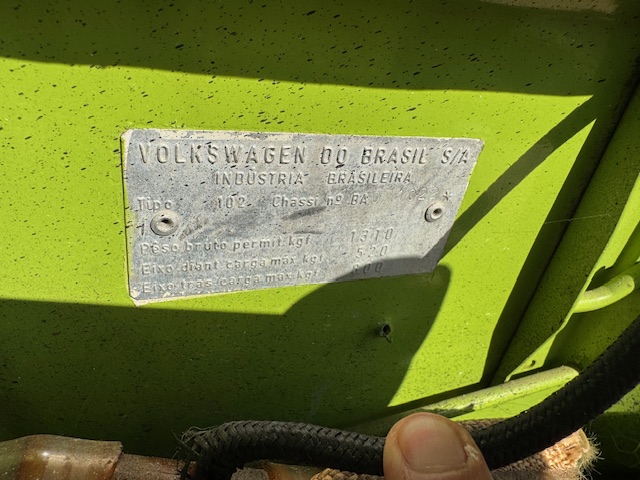 VOLKSWAGEN DO BRASIL S/A
INDÚSTRIA BRASILEIRA
Tipo 102 Chassi nº BA
Peso bruto permit kgf 1310
Eixo diant carga max kgf
Eixo tras carga max kgf